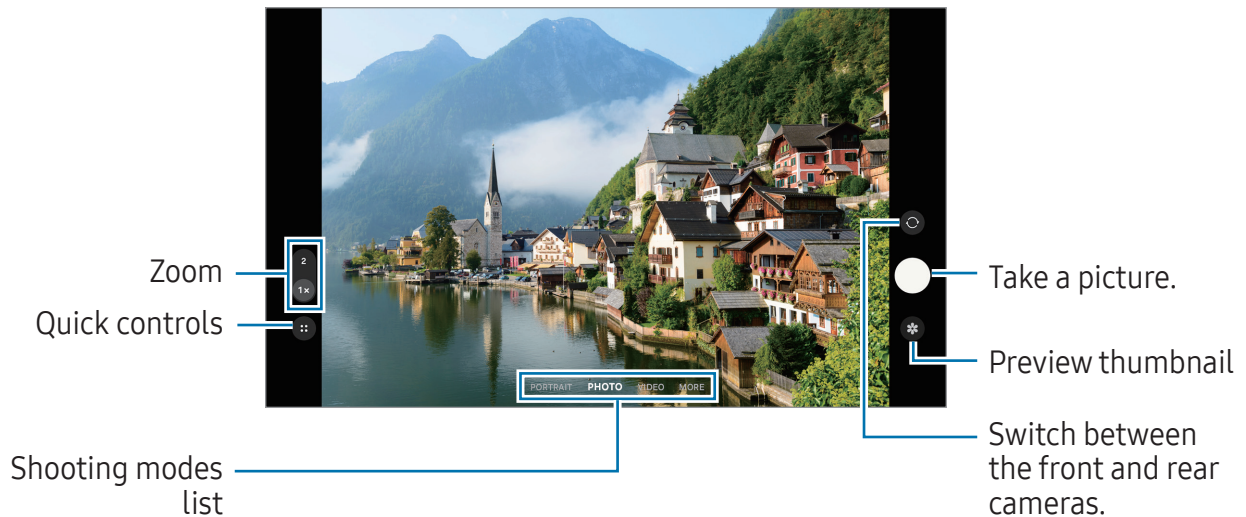 Zoom
Quick controls
Shooting modes
list
2
1×
PORTRAIT PHOTO VIDEO MORE
Take a picture.
Preview thumbnail
Switch between
the front and rear
cameras.